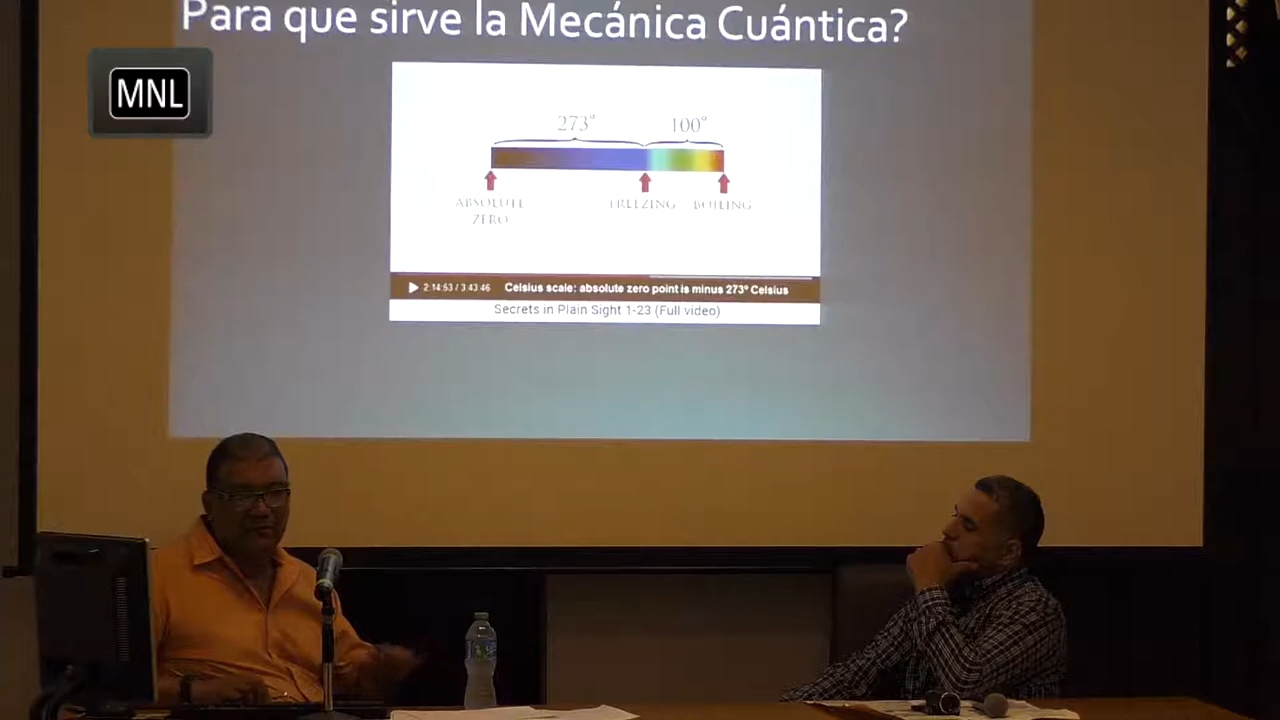 Para que sirve la Mecánica Cuántica?
MNL
273° 100°
ABSOLUTE ZERO
FREEZING
BOILING
2:14:53 / 3:43:46 Celsius scale: absolute zero point is minus 273° Celsius
Secrets in Plain Sight 1-23 (Full video)